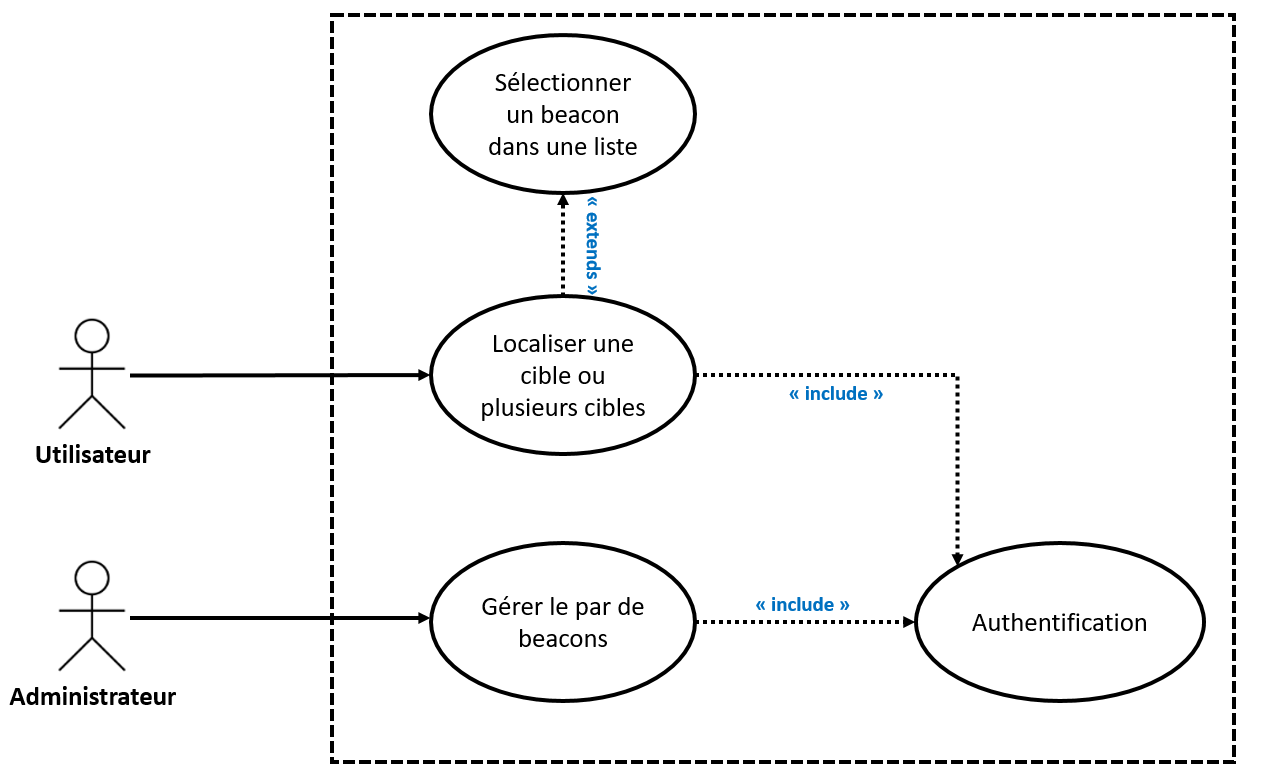 Sélectionner
un beacon
dans une liste
« extends »
Localiser une
cible ou
plusieurs cibles
« include »
Utilisateur
Gérer le par de
beacons
« include »
Authentification
Administrateur